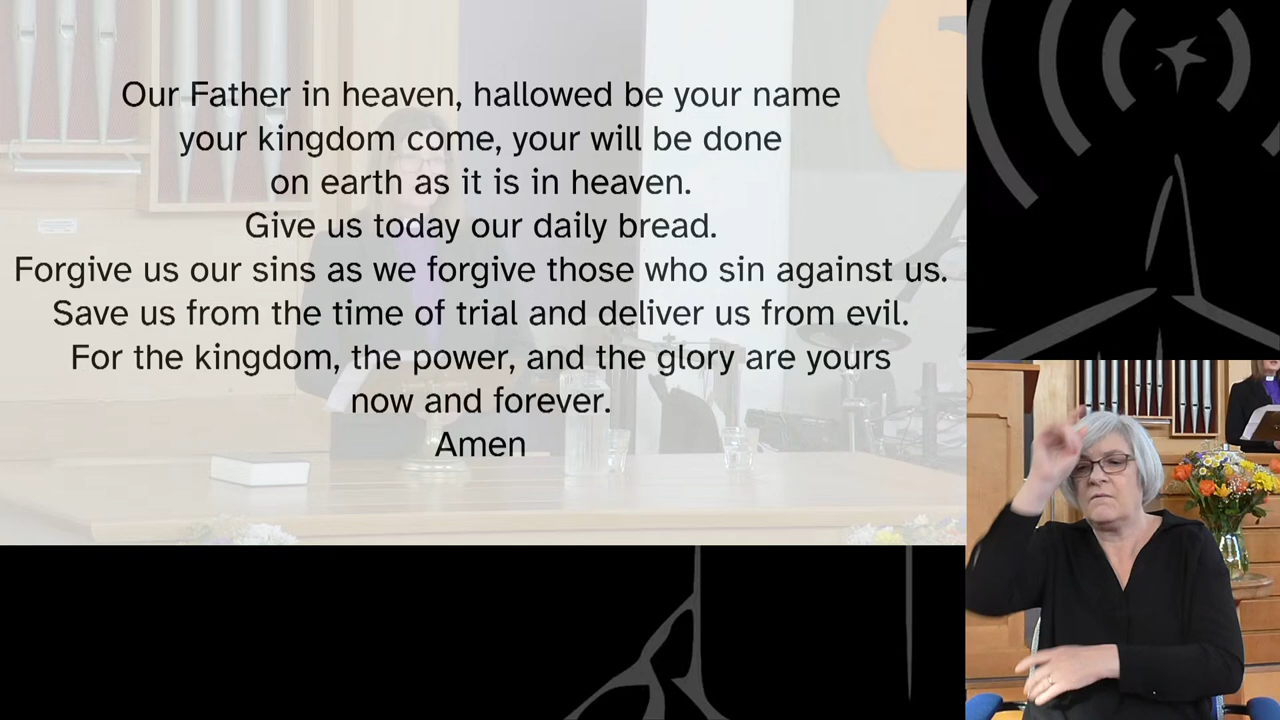 Our Father in heaven, hallowed be your name
your kingdom come, your will be done
on earth as it is in heaven.
Give us today our daily bread.
Forgive us our sins as we forgive those who sin against us.
Save us from the time of trial and deliver us from evil.
For the kingdom, the power, and the glory are yours
now and forever.
Amen